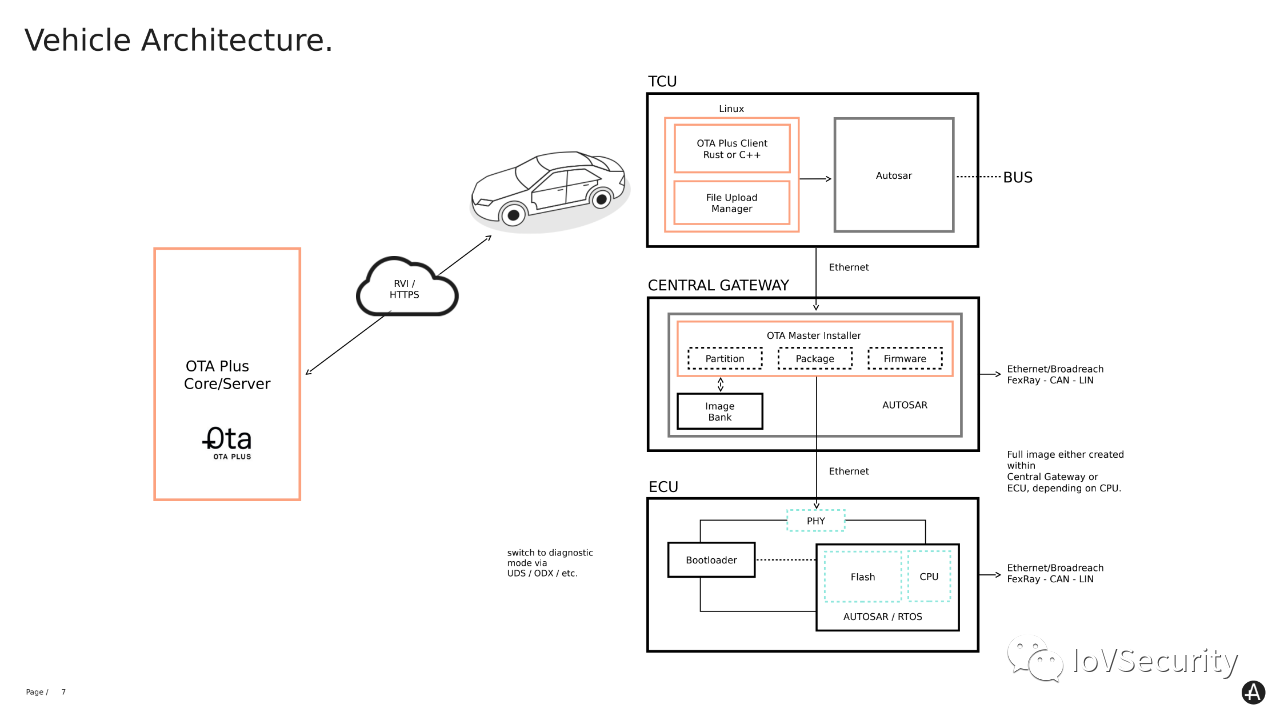 Vehicle Architecture.
TCU
Linux
OTA Plus Client
Rust or C++
File Upload
Manager
Autosar
BUS
Ethernet
RVI /
HTTPS
CENTRAL GATEWAY
OTA Master Installer
Partition
Package
Firmware
Image
Bank
AUTOSAR
Ethernet/Broadreach
FexRay - CAN - LIN
OTA Plus
Core/Server
Ota
OTA PLUS
Ethernet
Full image either created
within
Central Gateway or
ECU, depending on CPU.
ECU
PHY
switch to diagnostic
mode via
UDS / ODX / etc.
Bootloader
Flash
CPU
AUTOSAR / RTOS
Ethernet/Broadreach
FexRay - CAN - LIN
IoVSecurity
Page / 7
A